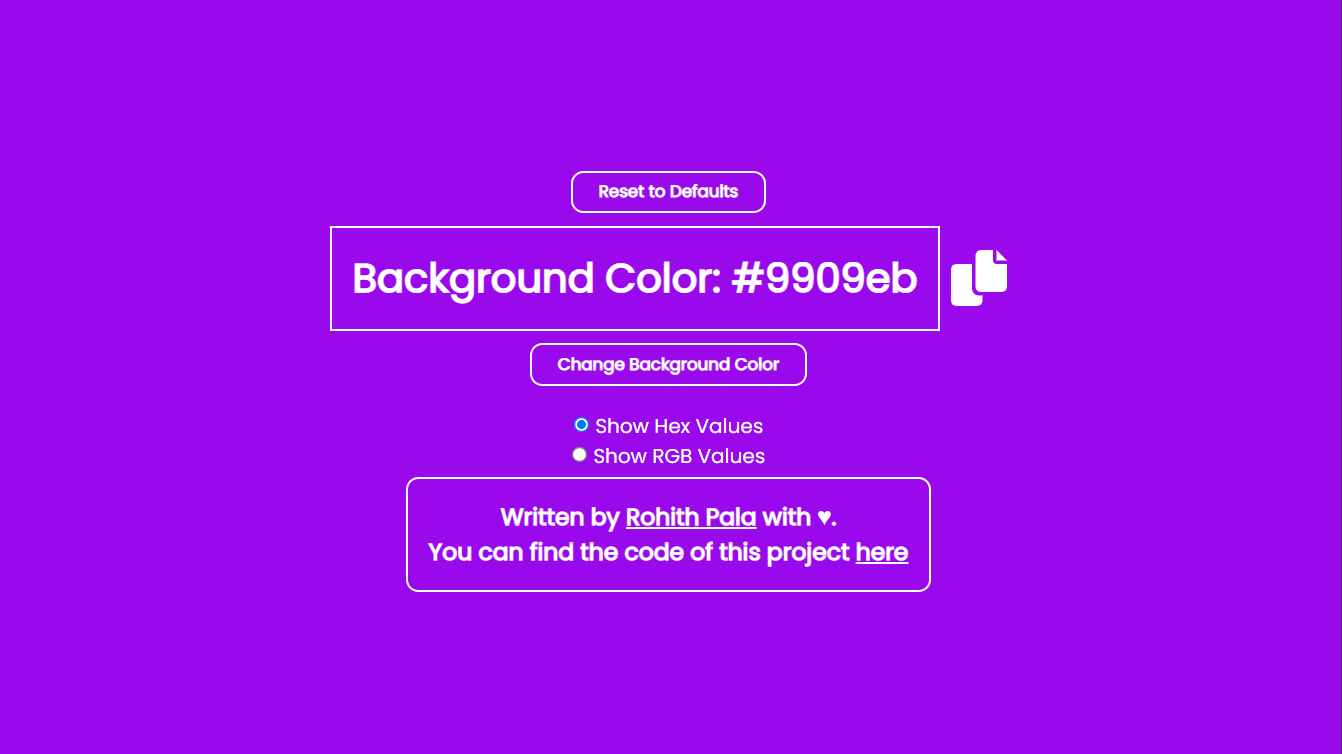 Reset to Defaults
Background Color: #9909eb
Change Background Color
Show Hex Values
Show RGB Values
Written by Rohith Pala with ♥.
You can find the code of this project here